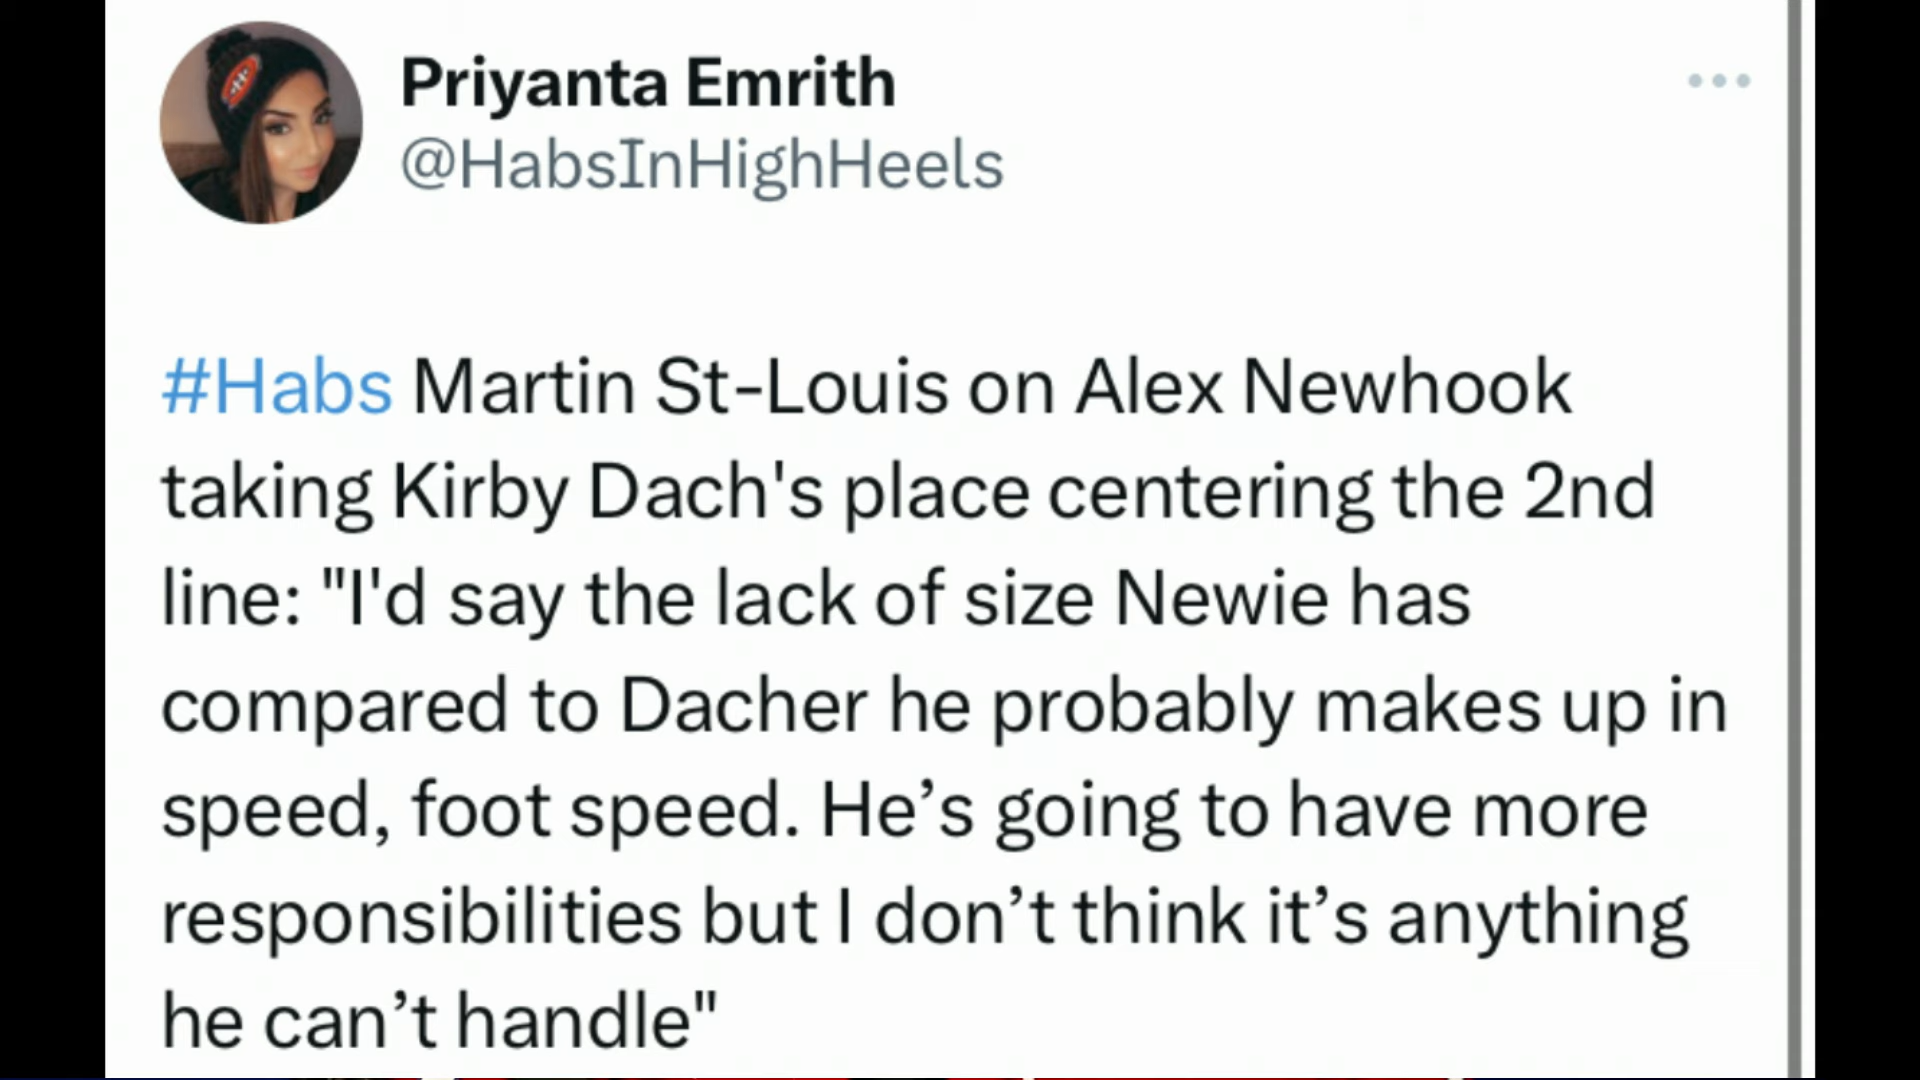 Priyanta Emrith
@HabsInHighHeels
#Habs Martin St-Louis on Alex Newhook
taking Kirby Dach's place centering the 2nd
line: "I'd say the lack of size Newie has
compared to Dacher he probably makes up in
speed, foot speed. He’s going to have more
responsibilities but I don’t think it’s anything
he can’t handle"